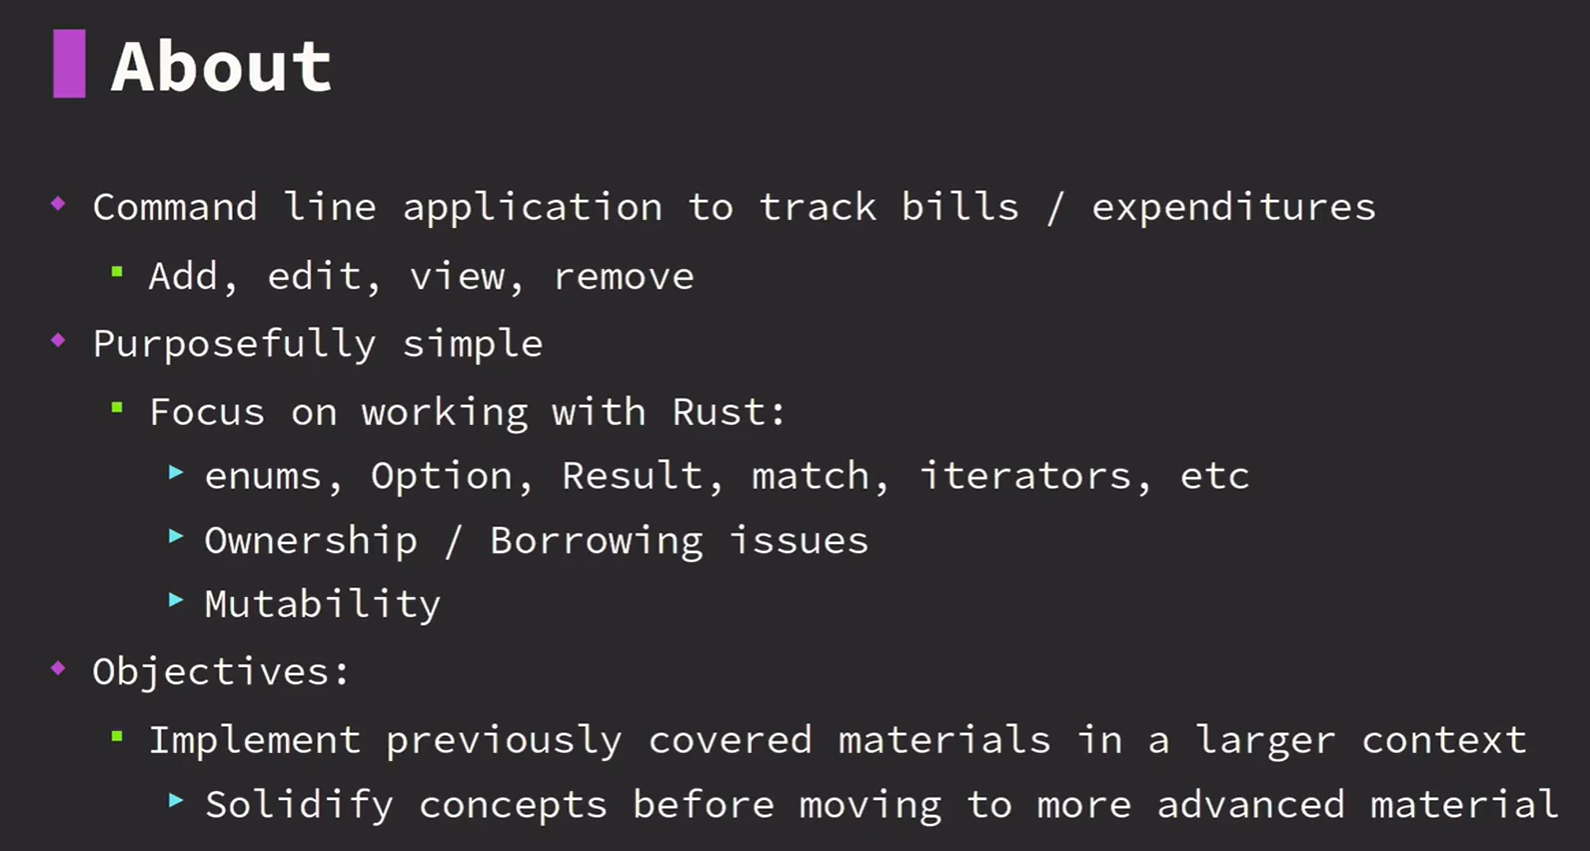 About
Command line application to track bills / expenditures
Add, edit, view, remove
Purposefully simple
Focus on working with Rust:
enums, Option, Result, match, iterators, etc
Ownership / Borrowing issues
Mutability
Objectives:
Implement previously covered materials in a larger context
Solidify concepts before moving to more advanced material